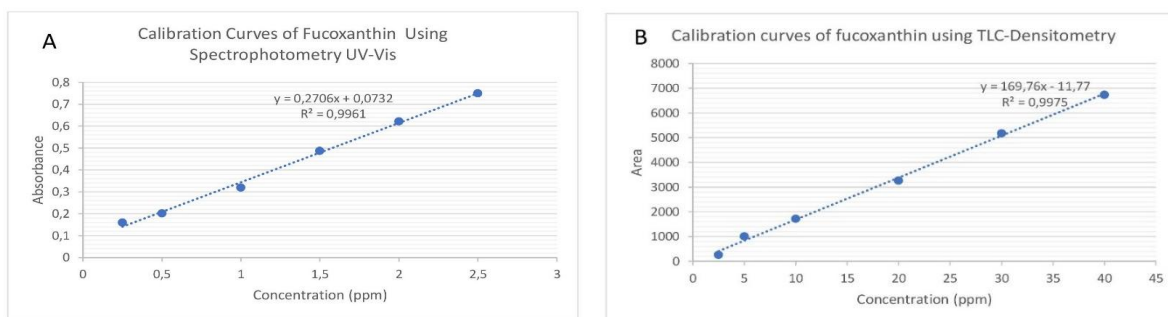 A
Calibration Curves of Fucoxanthin Using
Spectrophotometry UV-Vis
y = 0,2706x + 0,0732
R² = 0,9961
Absorbance
0,8
0,7
0,6
0,5
0,4
0,3
0,2
0,1
0
0 0,5 1 1,5 2 2,5 3
Concentration (ppm)
B
Calibration curves of fucoxanthin using TLC-Densitometry
y = 169,76x - 11,77
R² = 0,9975
Area
8000
7000
6000
5000
4000
3000
2000
1000
0
0 5 10 15 20 25 30 35 40 45
Concentration (ppm)